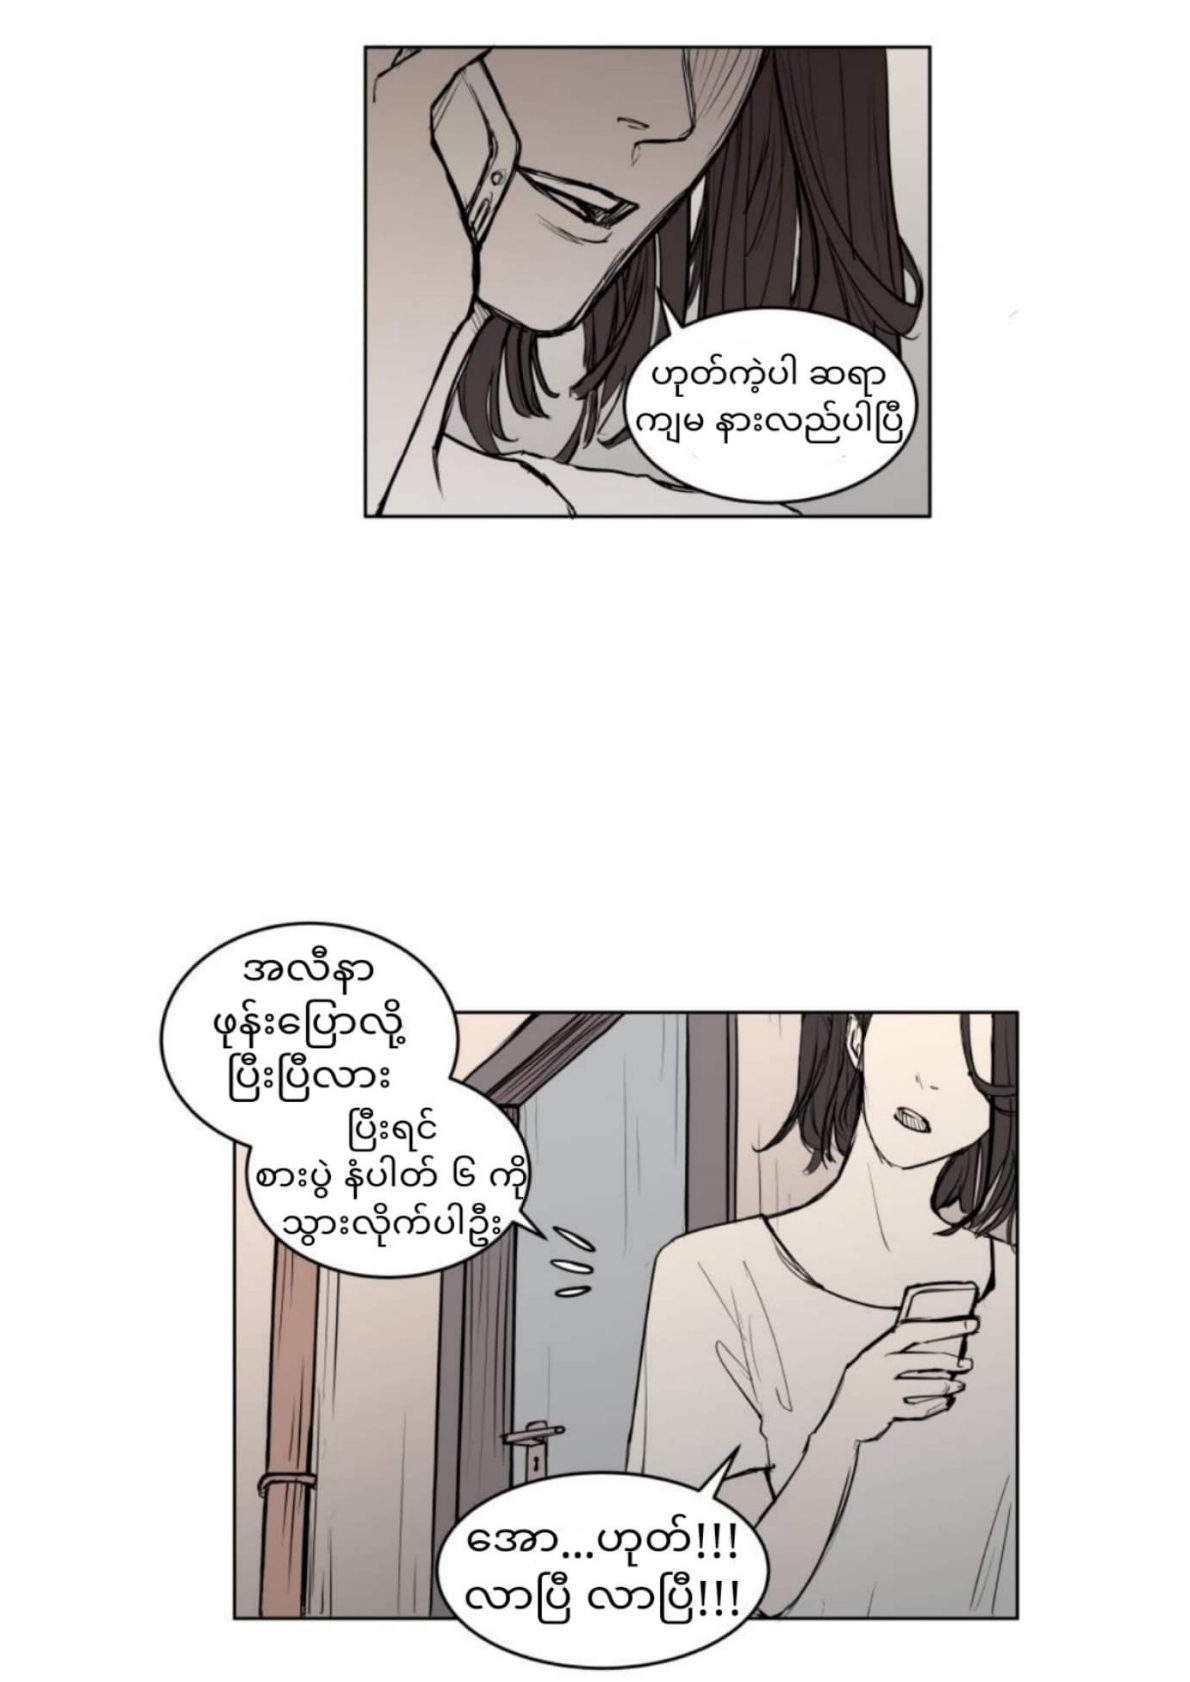 ဟုတ်ကဲ့ပါ ဆရာ
ကျမ နားလည်ပါပြီ
အလီနာ
ဖုန်းပြောလို့
ပြီးပြီလား
ပြီးရင်
စားပွဲ နံပါတ် ၆ ကို
သွားလိုက်ပါဦး
အော...ဟုတ်!!!
လာပြီ လာပြီ!!!